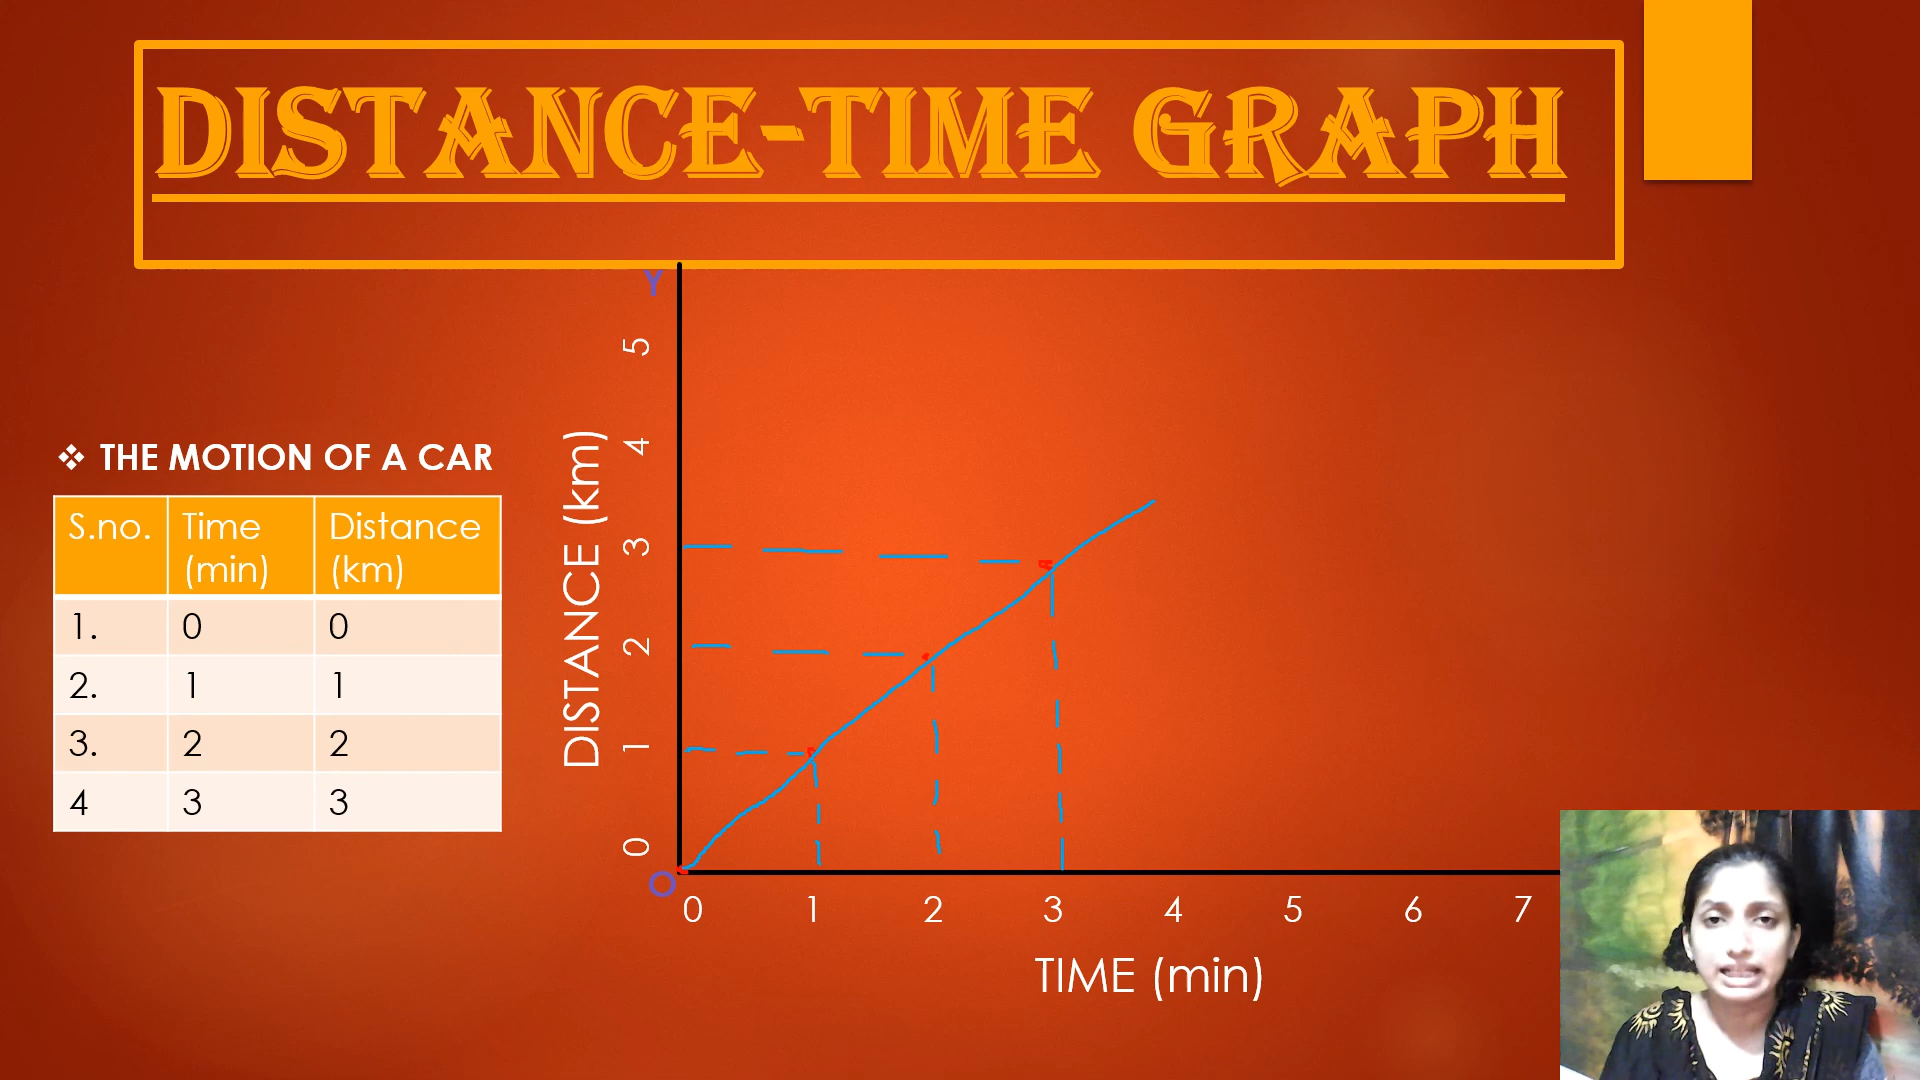 DISTANCE-TIME GRAPH
❖ THE MOTION OF A CAR
S.no. Time (min) Distance (km)
1. 0 0
2. 1 1
3. 2 2
4 3 3
Y
DISTANCE (km)
5
4
3
2
1
0
O
0 1 2 3 4 5 6 7
TIME (min)